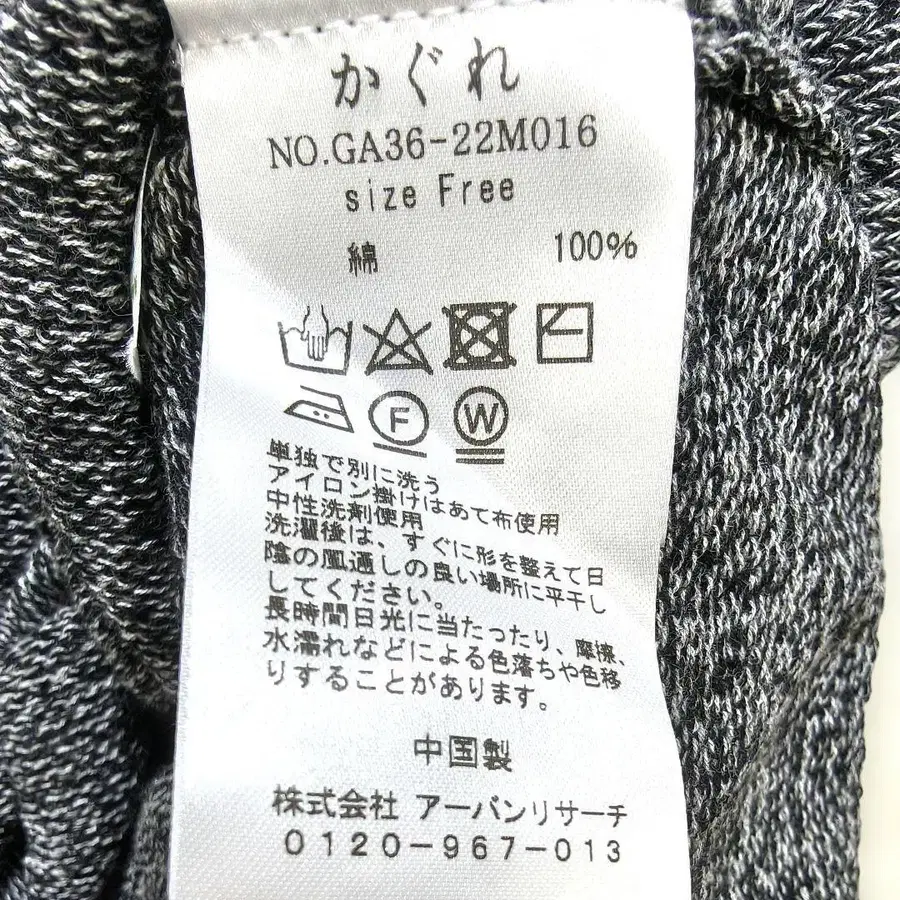 かぐれ
NO.GA36-22M016
size Free
綿 100%
F W
単独で別に洗う
アイロン掛けはあて布使用
中性洗剤使用
洗濯後は、すぐに形を整えて日
陰の風通しの良い場所に平干し
してください。
長時間日光に当たったり、摩擦、
水濡れなどによる色落ちや色移
りすることがあります。
中国製
株式会社 アーバンリサーチ
0120-967-013